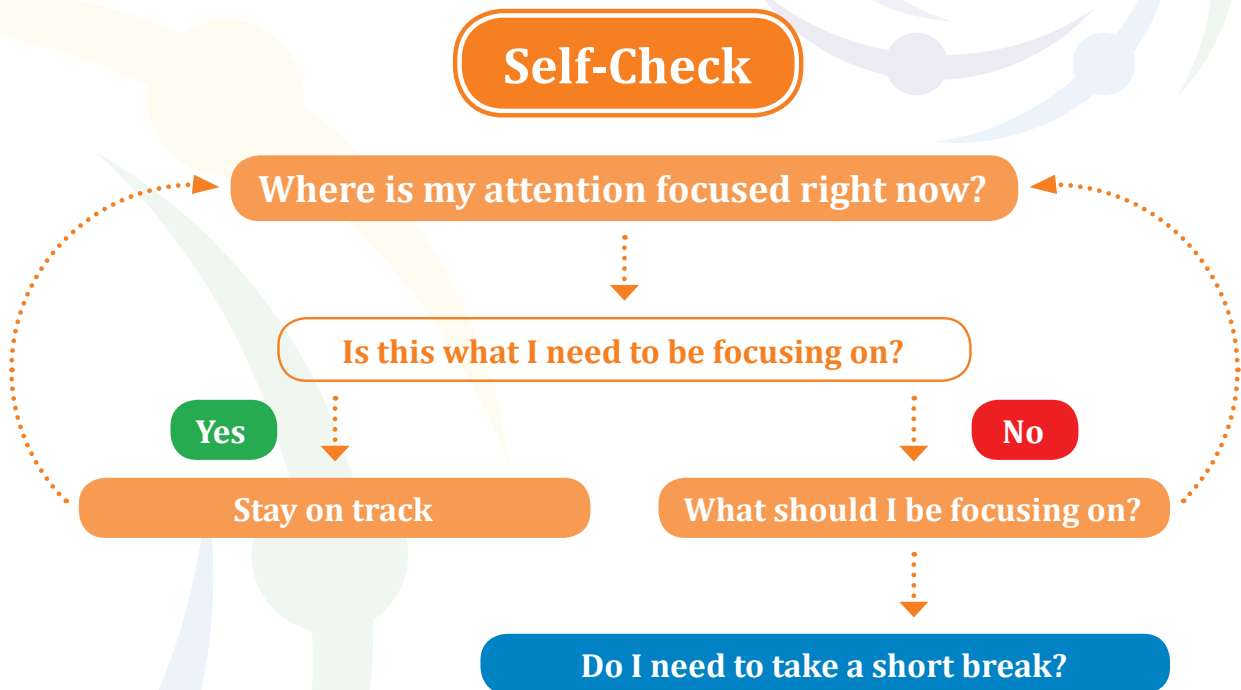 Self-Check
Where is my attention focused right now?
Is this what I need to be focusing on?
Yes
No
Stay on track
What should I be focusing on?
Do I need to take a short break?